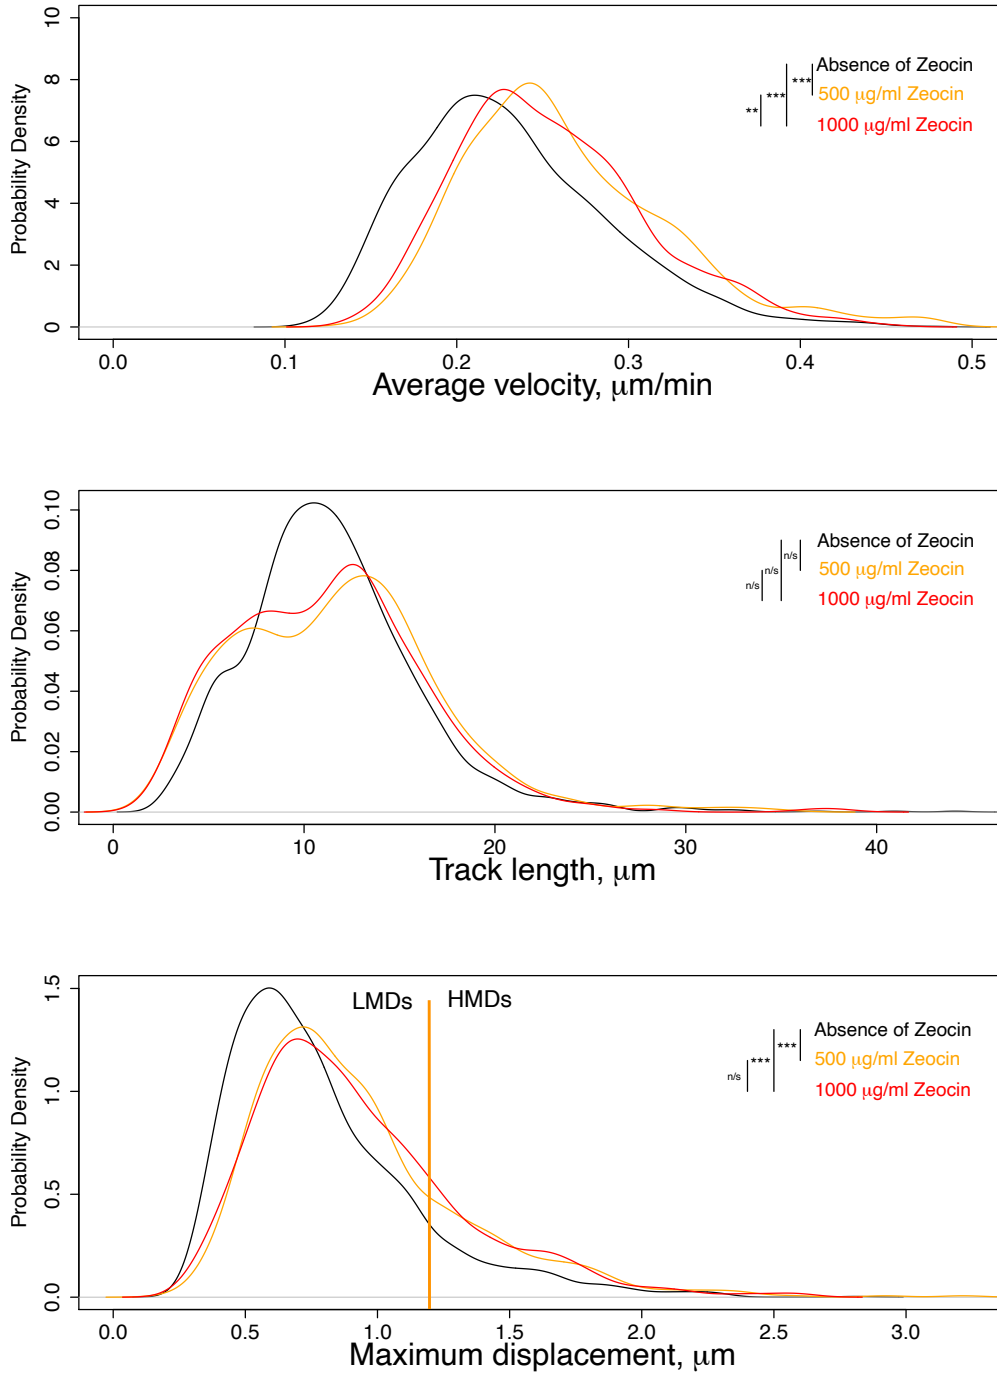 10
8
6
4
2
0
Probability Density
Absence of Zeocin
500 µg/ml Zeocin
1000 µg/ml Zeocin
**
***
***
0.0 0.1 0.2 0.3 0.4 0.5
Average velocity, µm/min
0.10
0.08
0.06
0.04
0.02
0.00
Probability Density
Absence of Zeocin
500 µg/ml Zeocin
1000 µg/ml Zeocin
n/s
n/s
n/s
0 10 20 30 40
Track length, µm
1.5
1.0
0.5
0.0
Probability Density
LMDs HMDs
Absence of Zeocin
500 µg/ml Zeocin
1000 µg/ml Zeocin
n/s
***
***
0.0 0.5 1.0 1.5 2.0 2.5 3.0
Maximum displacement, µm